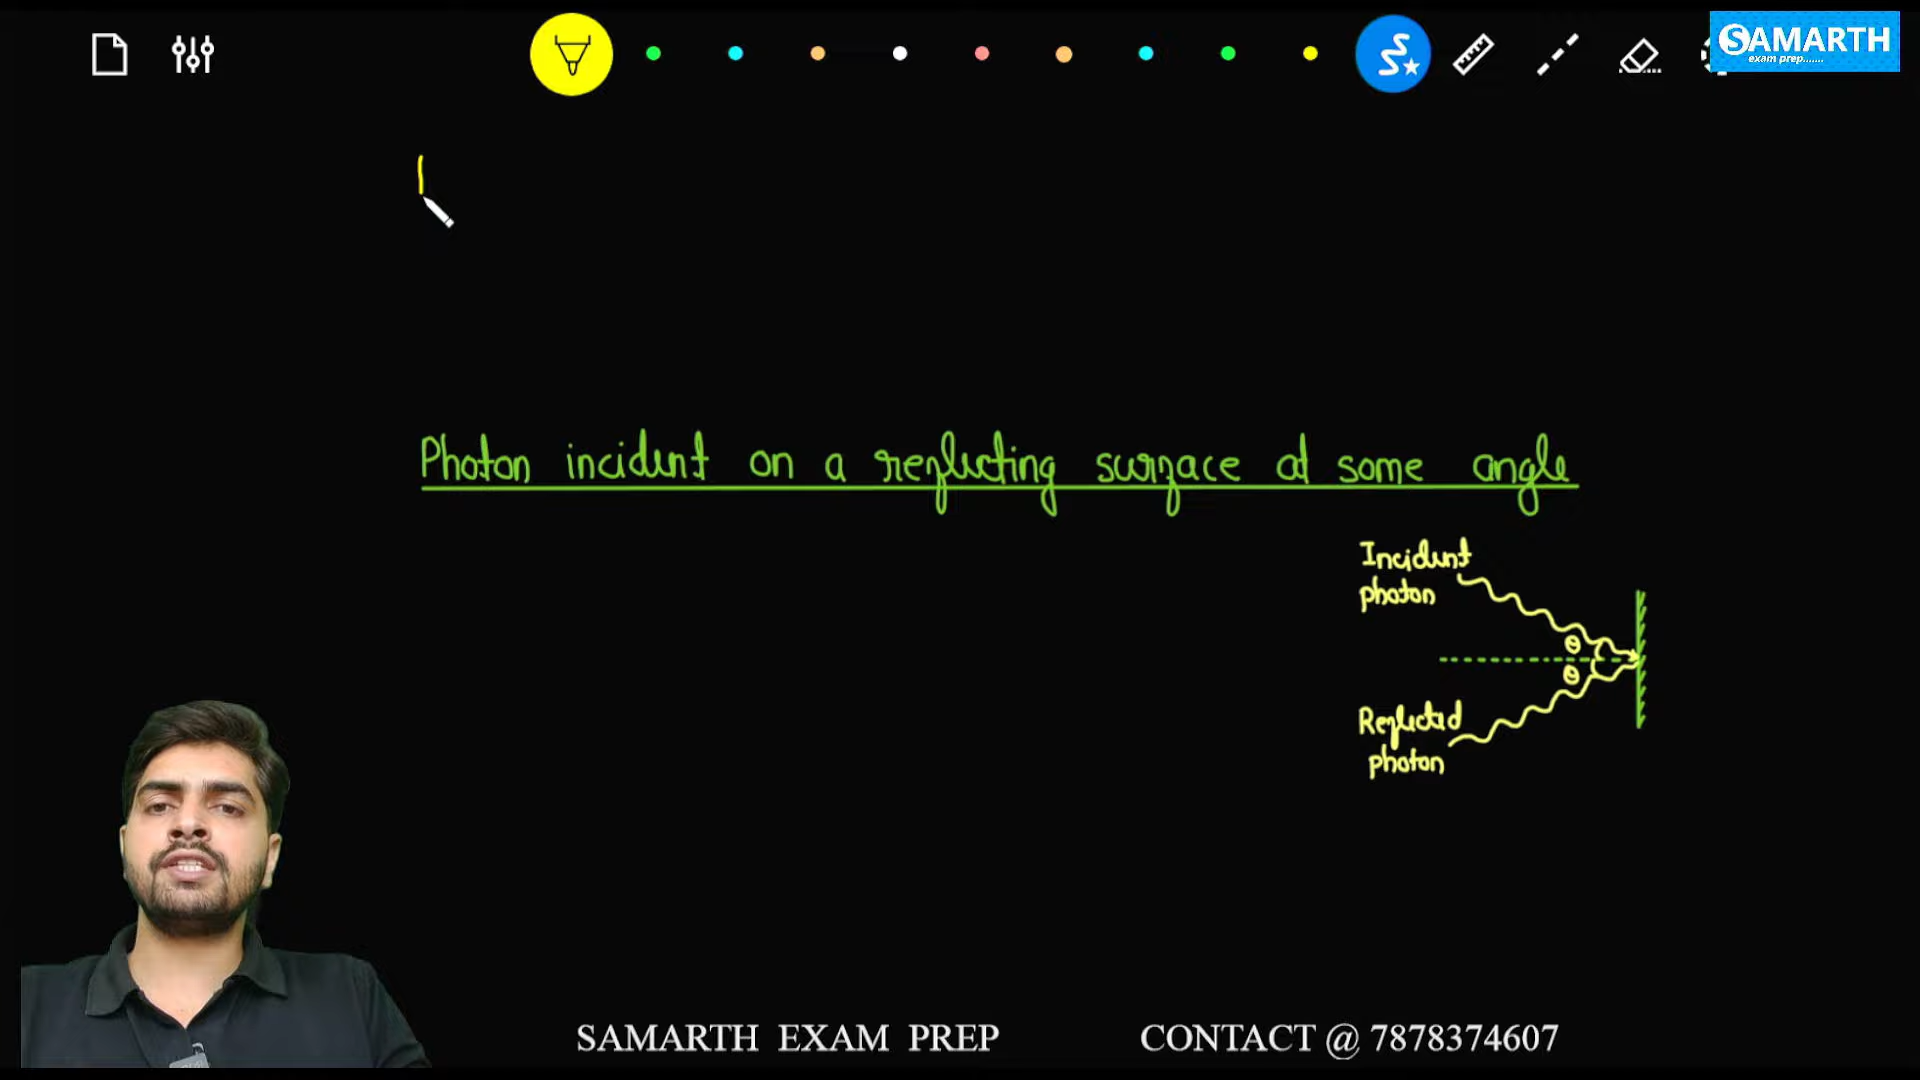 SAMARTH
exam prep.......
Photon incident on a reflecting surface at some angle
Incident
photon
θ
θ
Reflected
photon
SAMARTH EXAM PREP
CONTACT @ 7878374607